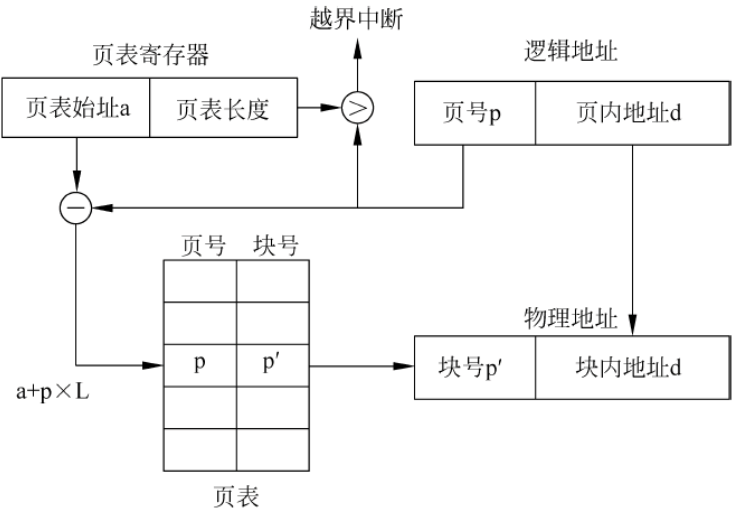 越界中断
页表寄存器
逻辑地址
页表始址a
页表长度
>
页号p
页内地址d
−
页号
块号
物理地址
p
p′
块号p′
块内地址d
a+p×L
页表